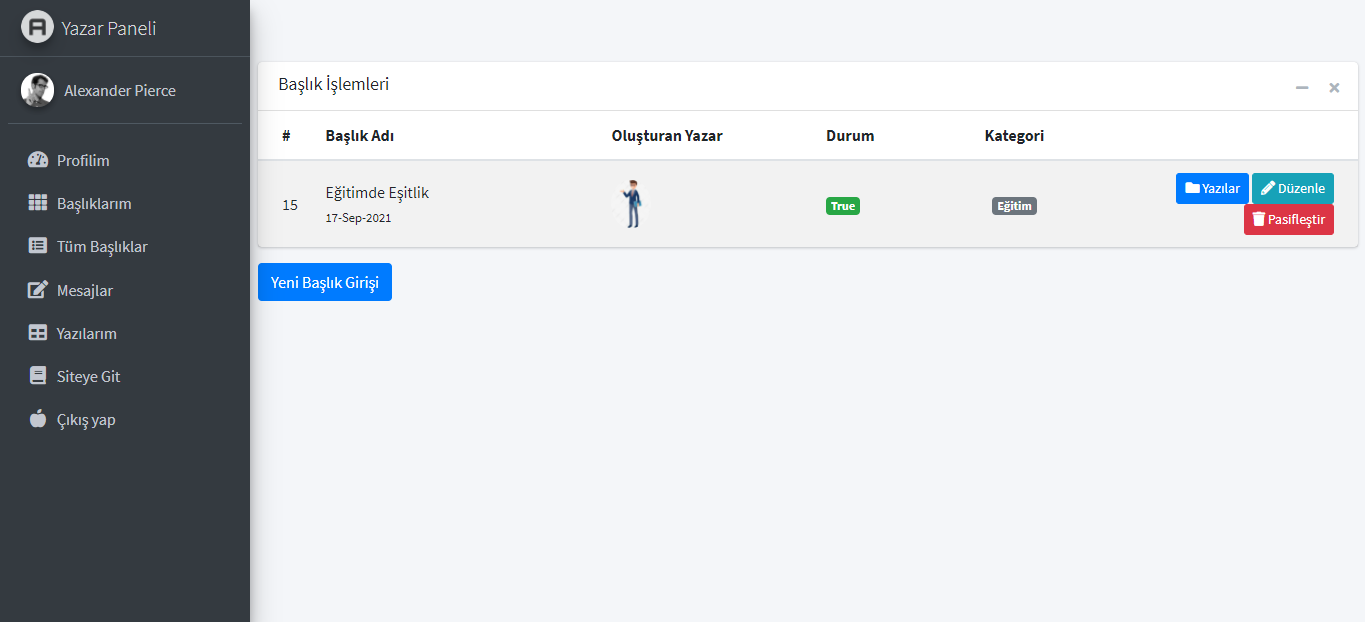 Yazar Paneli
Alexander Pierce
Profilim
Başlıklarım
Tüm Başlıklar
Mesajlar
Yazılarım
Siteye Git
Çıkış yap
Başlık İşlemleri
# Başlık Adı Oluşturan Yazar Durum Kategori
15 Eğitimde Eşitlik True Eğitim Yazılar Düzenle
17-Sep-2021 Pasifleştir
Yeni Başlık Girişi